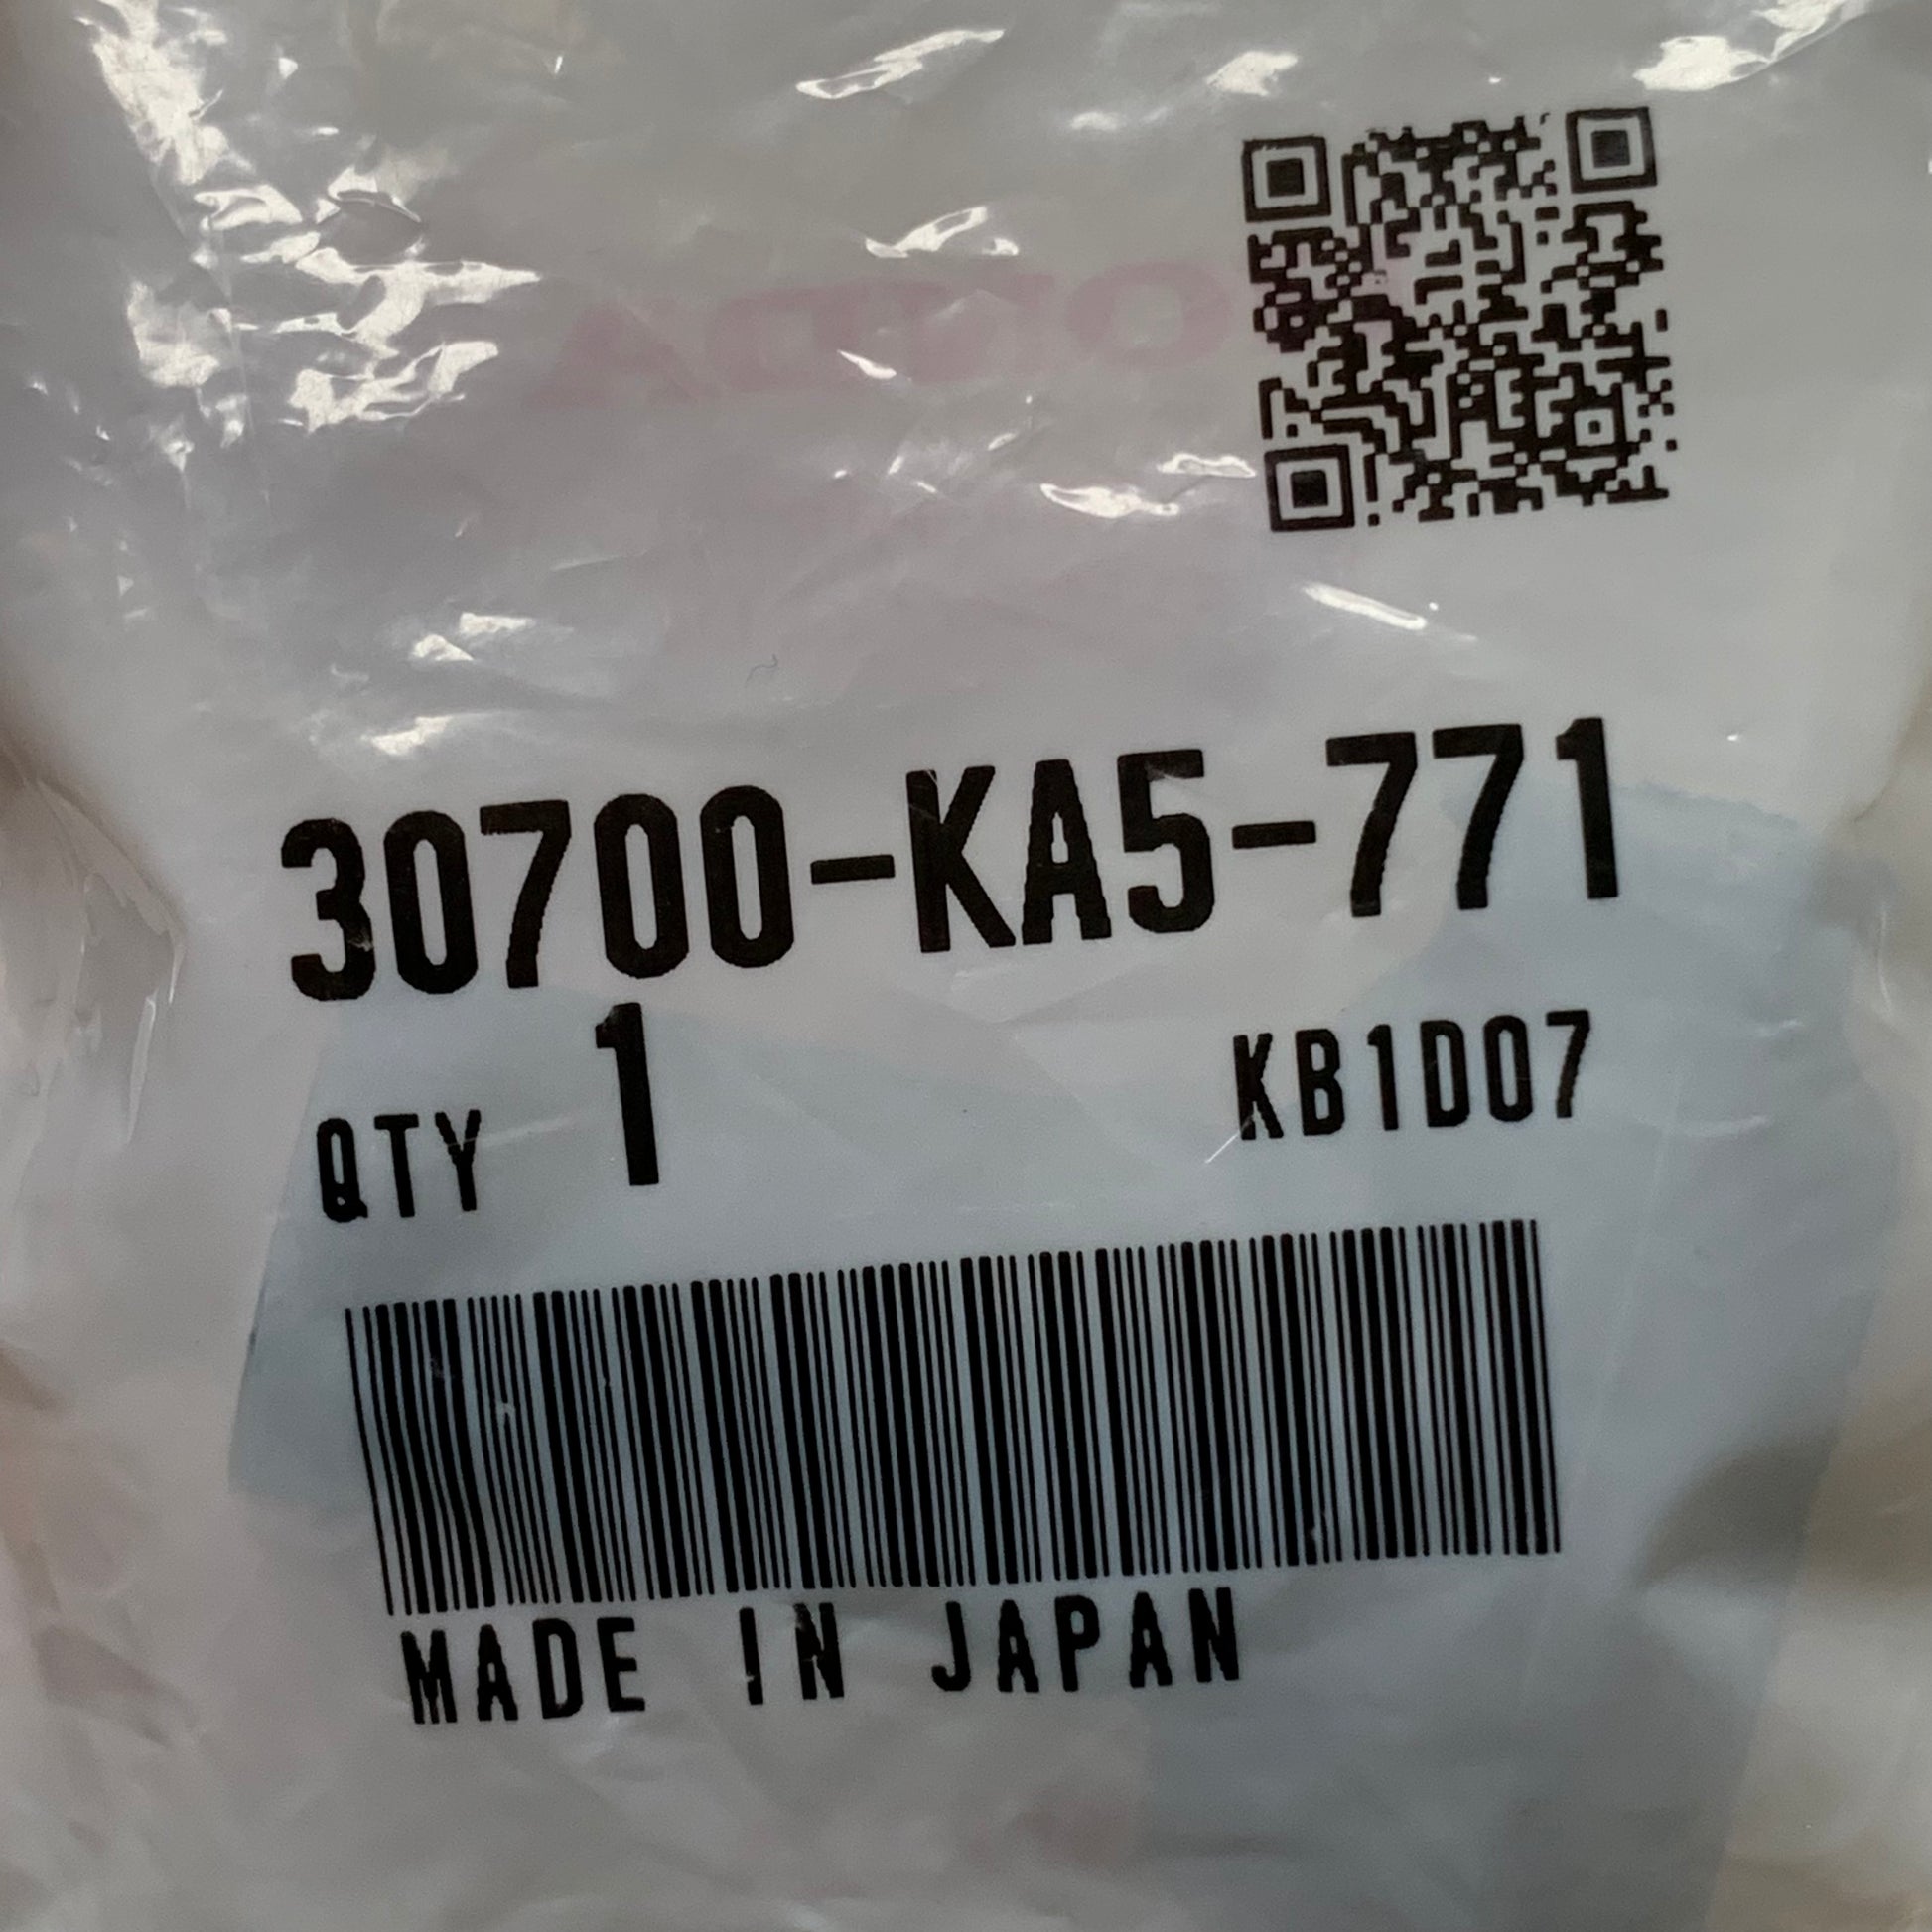 30700-KA5-771
QTY 1 KB1D07
MADE IN JAPAN